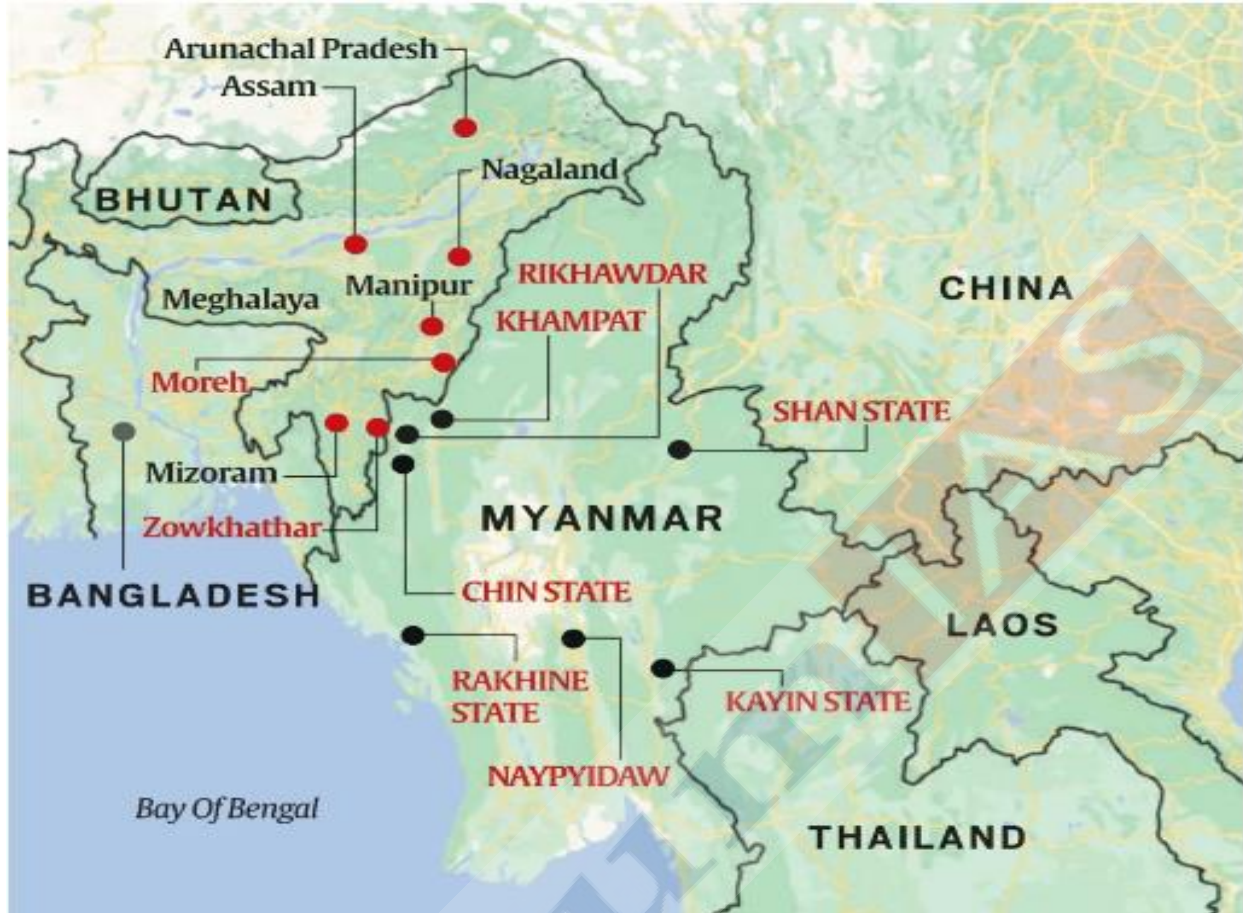 Arunachal Pradesh
Assam
Nagaland
BHUTAN
RIKHAWDAR
Manipur
Meghalaya
CHINA
KHAMPAT
Moreh
SHAN STATE
Mizoram
MYANMAR
Zowkhathar
CHIN STATE
BANGLADESH
LAOS
RAKHINE
STATE
KAYIN STATE
NAYPYIDAW
Bay Of Bengal
THAILAND